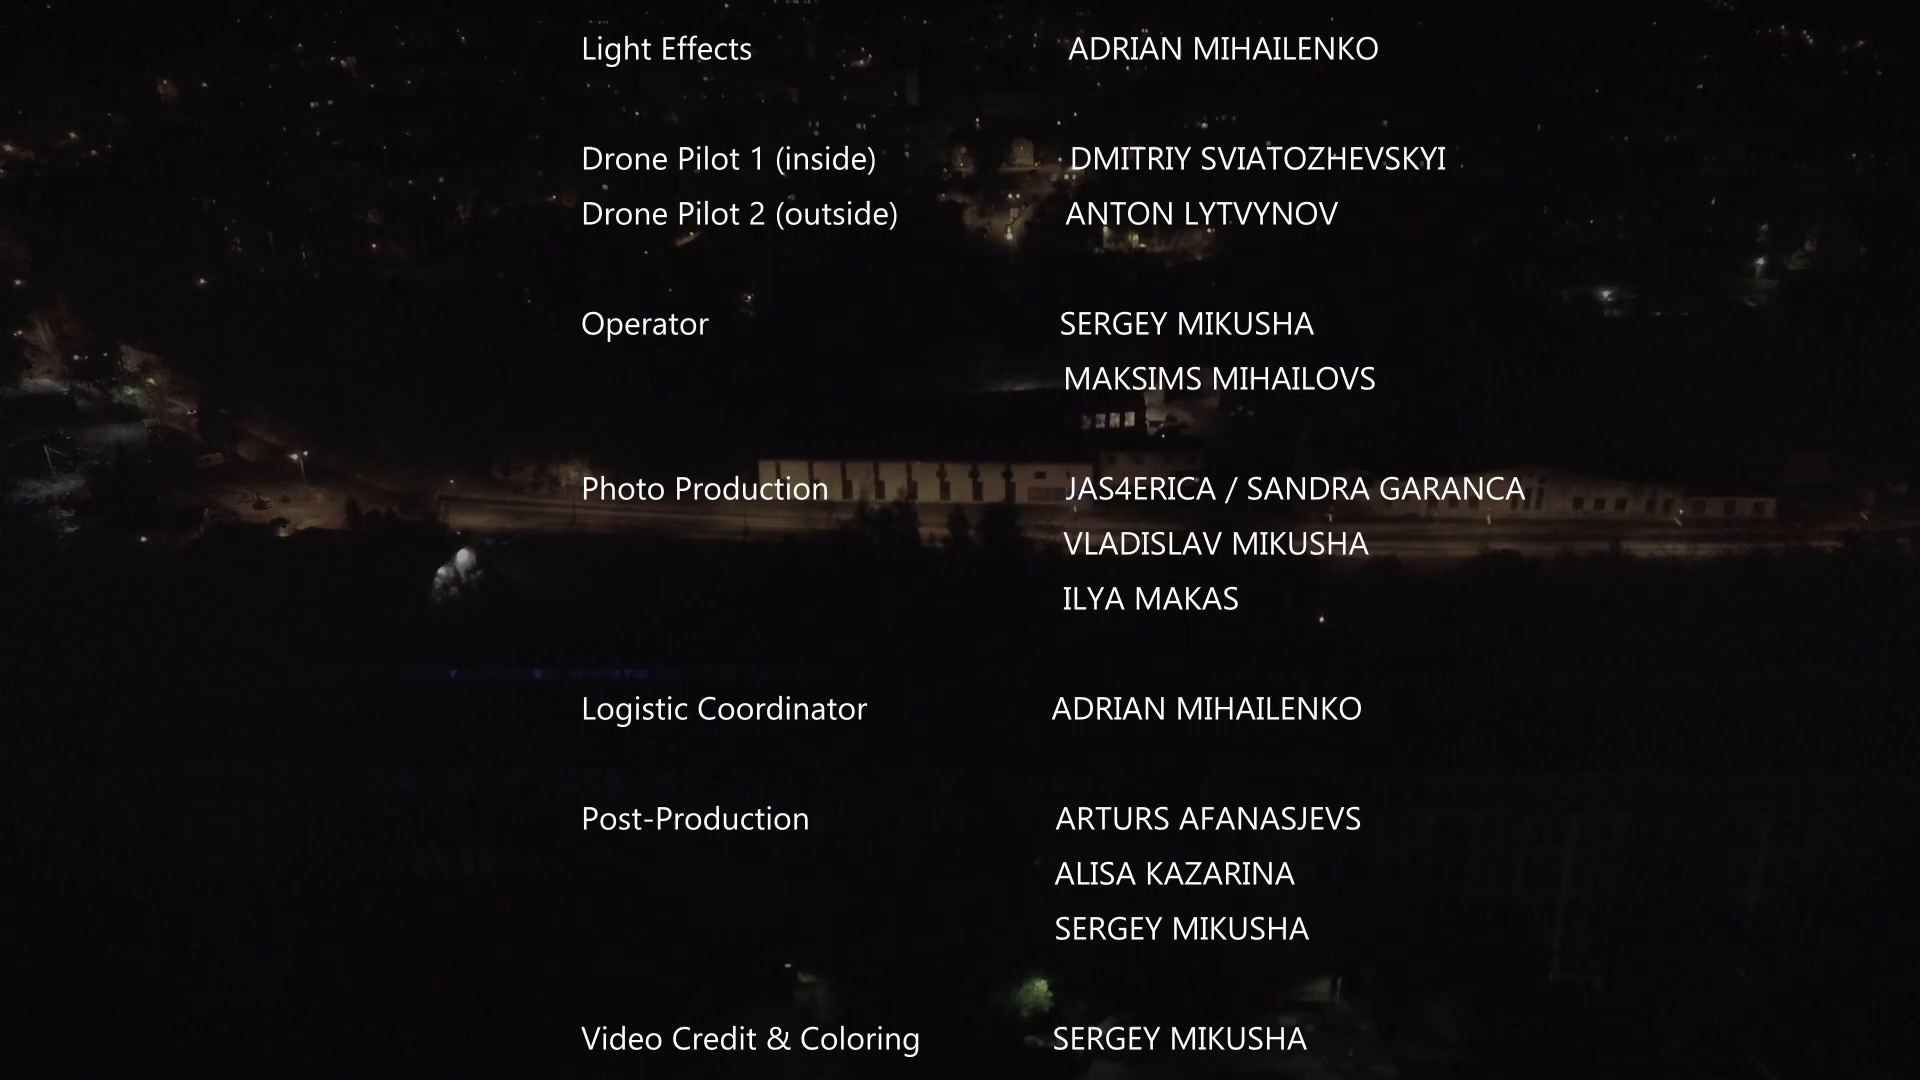 Light Effects ADRIAN MIHAILENKO
Drone Pilot 1 (inside) DMITRIY SVIATOZHEVSKYI
Drone Pilot 2 (outside) ANTON LYTVYNOV
Operator SERGEY MIKUSHA
MAKSIMS MIHAILOVS
Photo Production JAS4ERICA / SANDRA GARANCA
VLADISLAV MIKUSHA
ILYA MAKAS
Logistic Coordinator ADRIAN MIHAILENKO
Post-Production ARTURS AFANASJEVS
ALISA KAZARINA
SERGEY MIKUSHA
Video Credit & Coloring SERGEY MIKUSHA